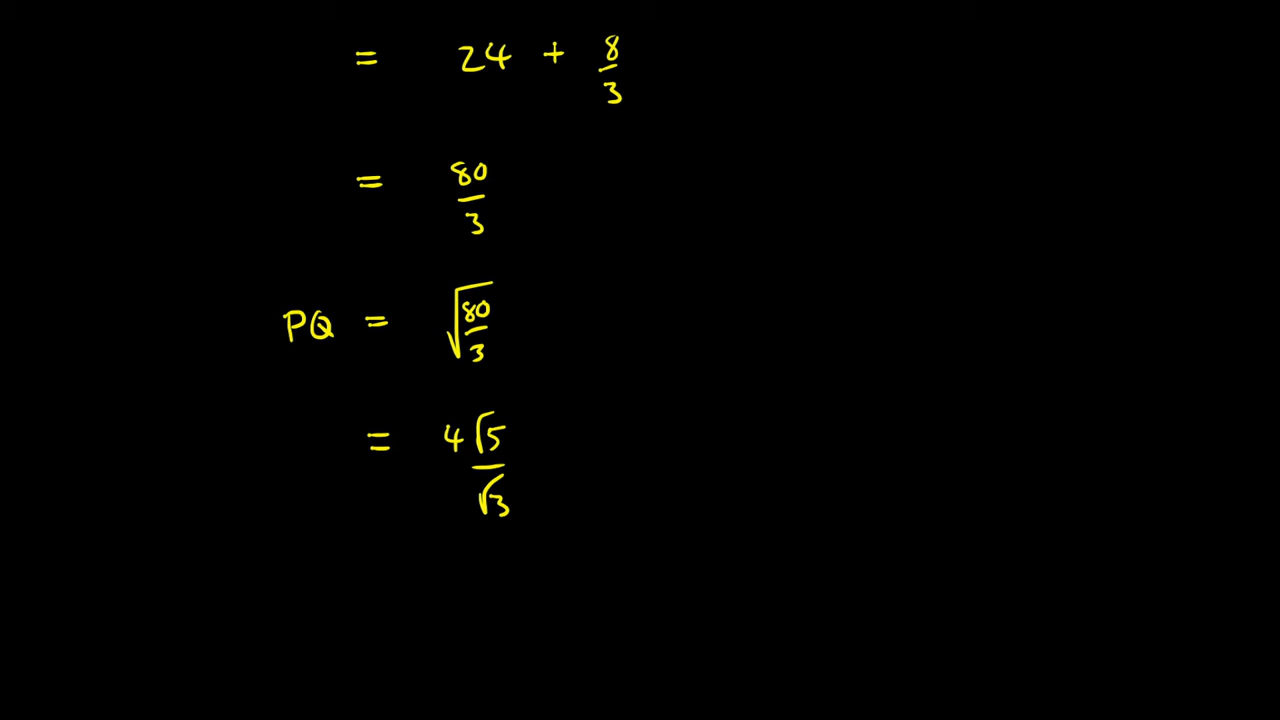 = 24 + 8/3
= 80/3
PQ = √(80/3)
= 4√5/√3